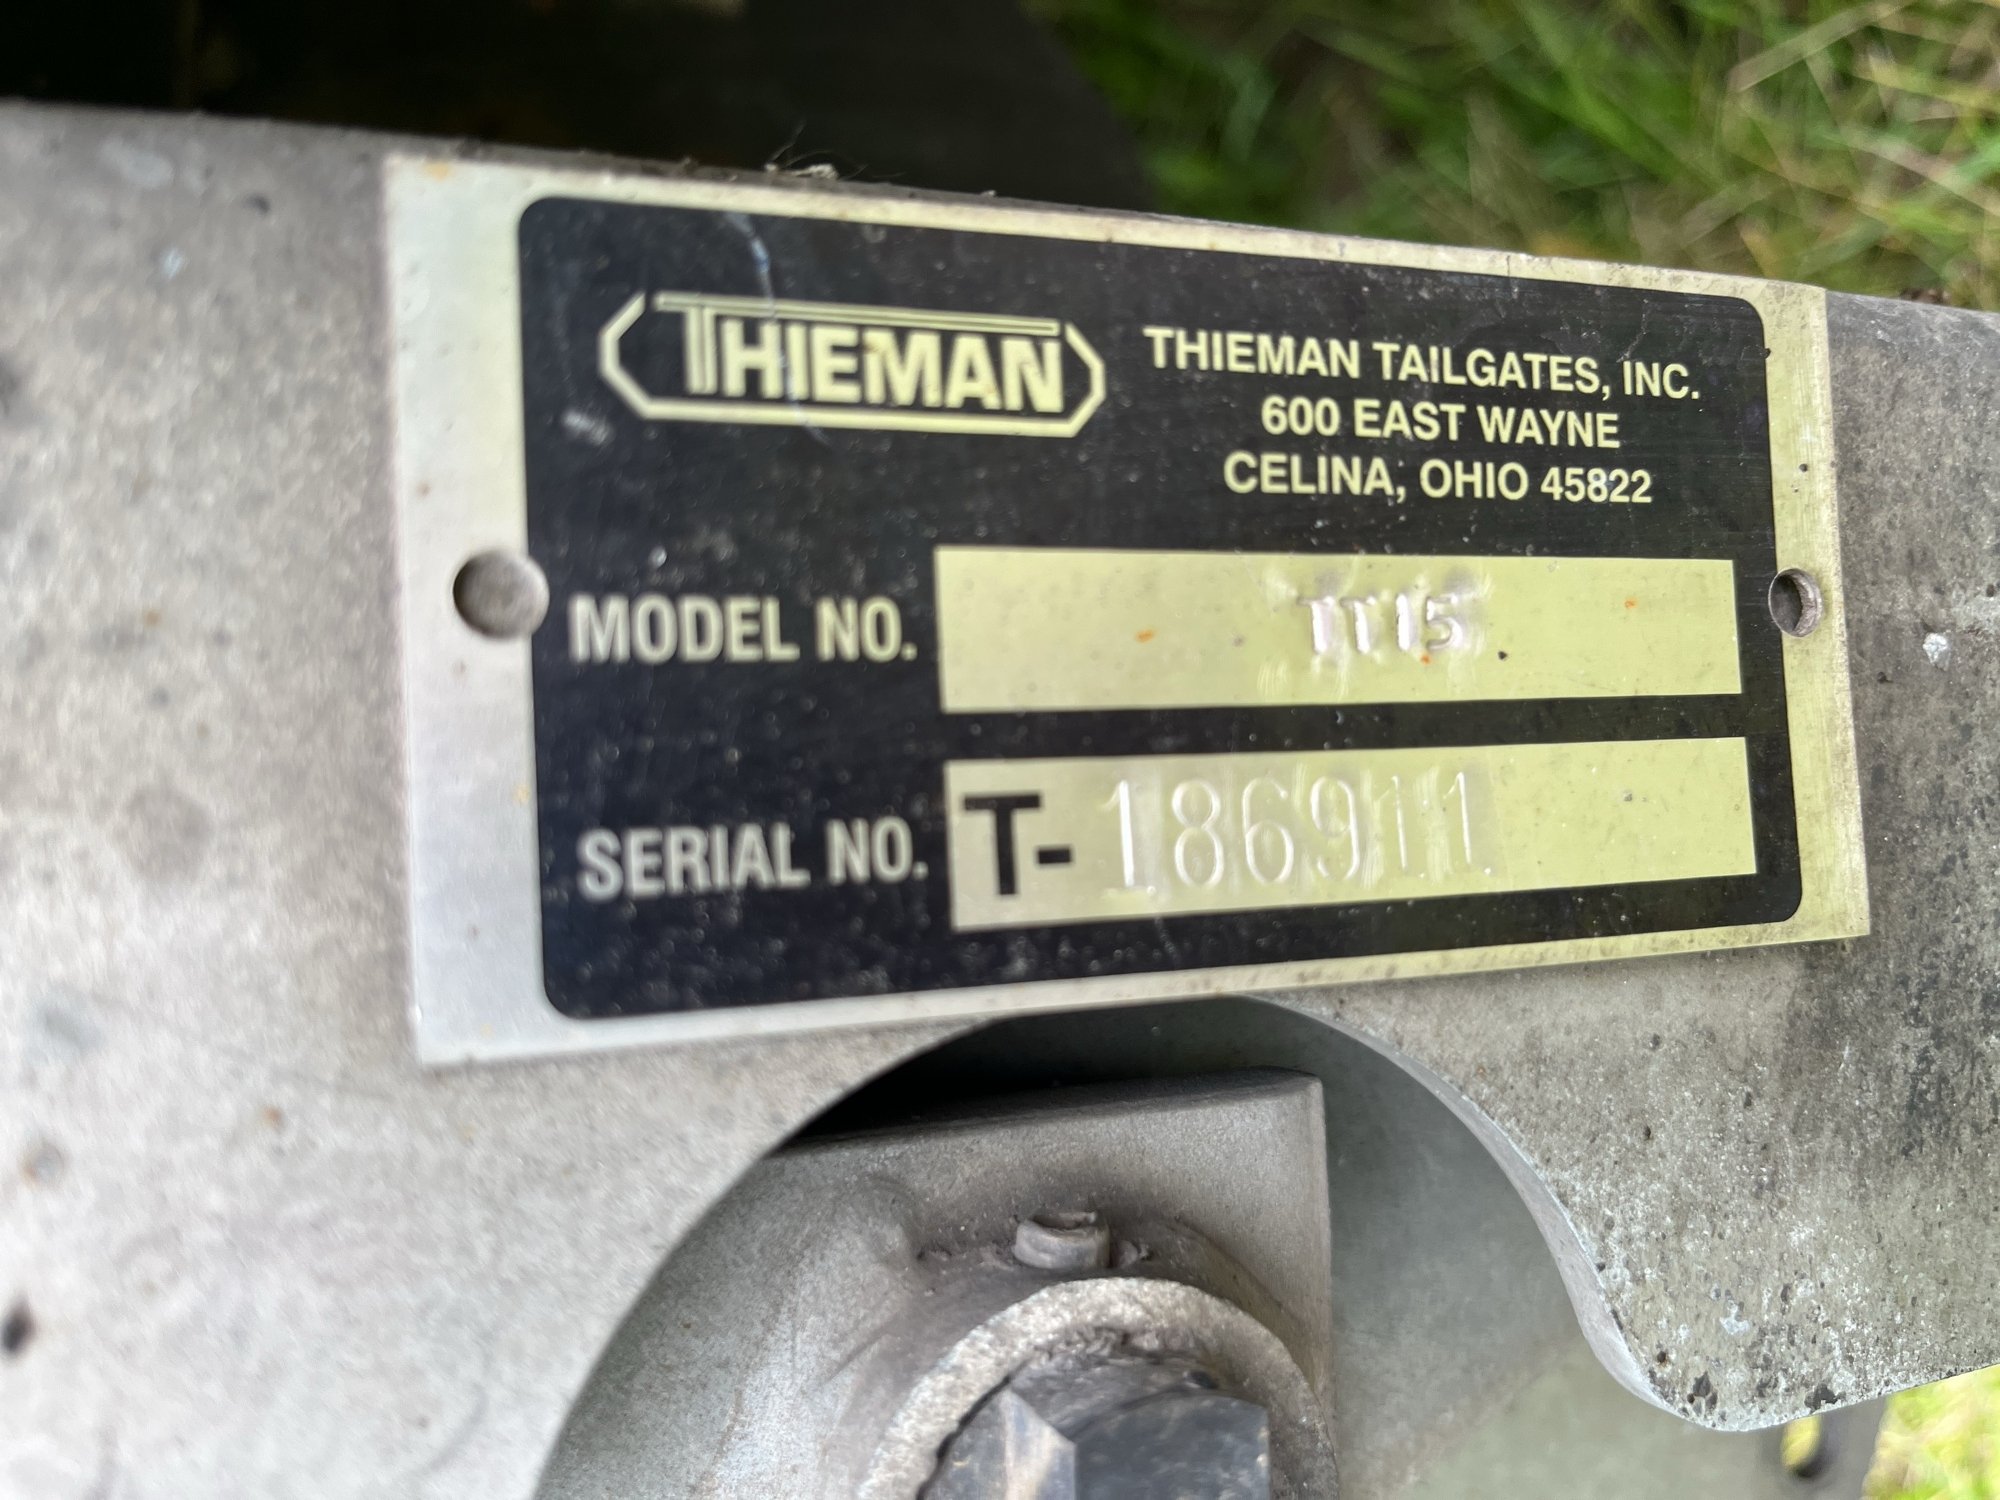 THIEMAN
THIEMAN TAILGATES, INC.
600 EAST WAYNE
CELINA, OHIO 45822
MODEL NO. TT15
SERIAL NO. T-186911